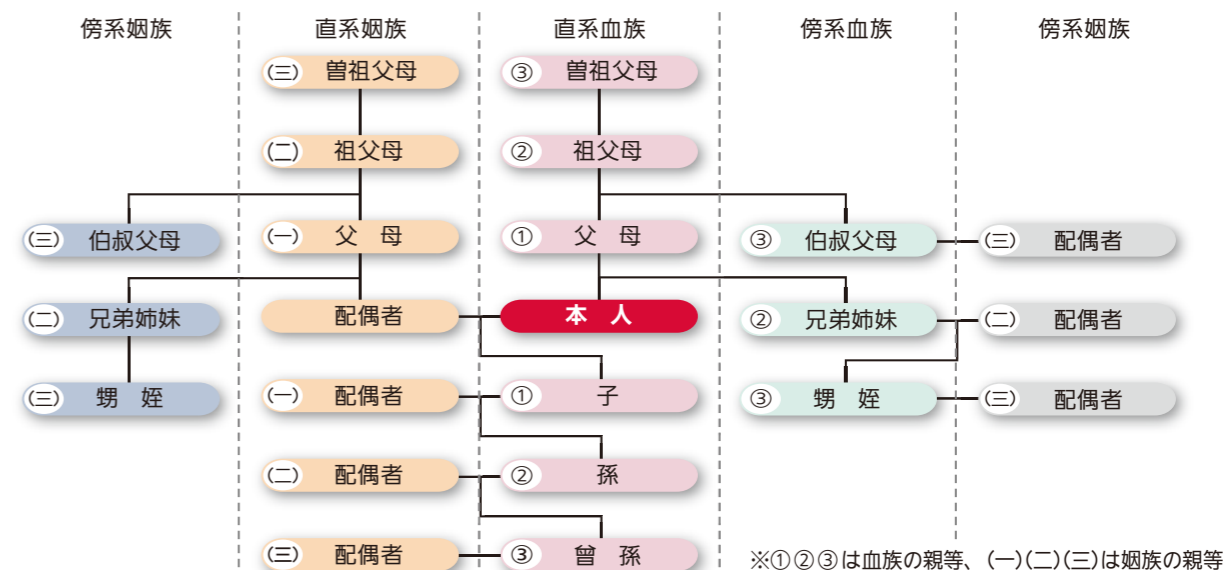 傍系姻族 直系姻族 直系血族 傍系血族 傍系姻族
(三) 曽祖父母 ③ 曽祖父母
(二) 祖父母 ② 祖父母
(三) 伯叔父母 (一) 父 母 ① 父 母 ③ 伯叔父母 (三) 配偶者
(二) 兄弟姉妹 配偶者 本 人 ② 兄弟姉妹 (二) 配偶者
(三) 甥 姪 (一) 配偶者 ① 子 ③ 甥 姪 (三) 配偶者
(二) 配偶者 ② 孫
(三) 配偶者 ③ 曾 孫
※①②③は血族の親等、(一)(二)(三)は姻族の親等